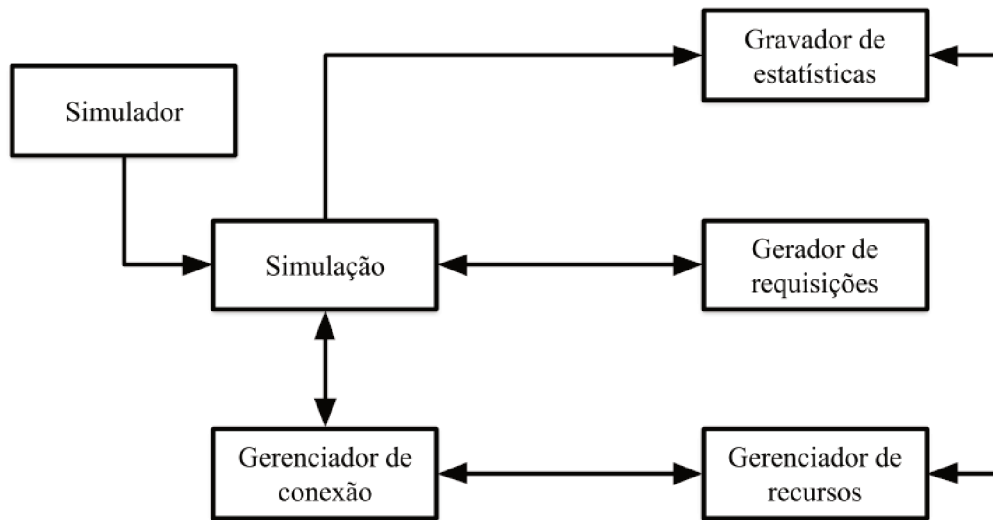 Gravador de
estatísticas
Simulador
Simulação
Gerador de
requisições
Gerenciador de
conexão
Gerenciador de
recursos